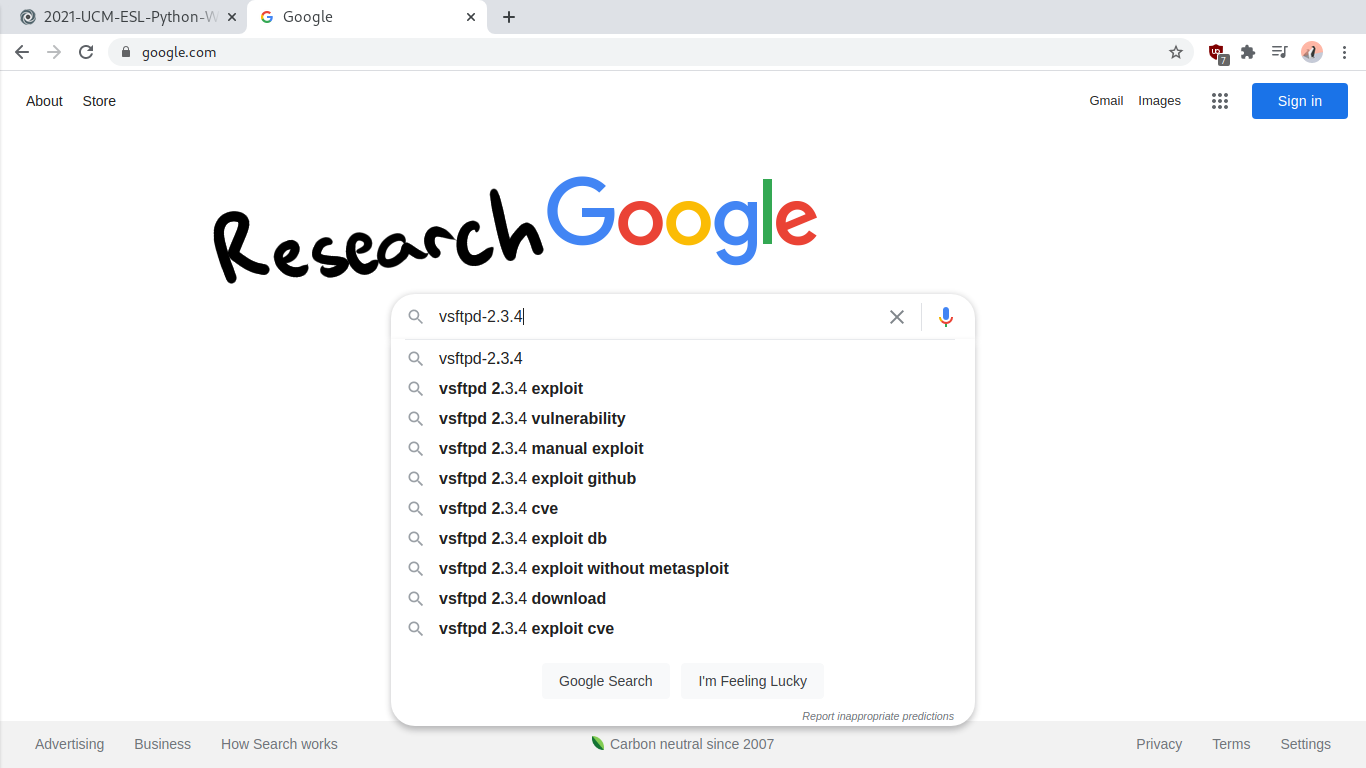 2021-UCM-ESL-Python-W
Google
google.com
7
About Store
Gmail Images Sign in
Research Google
vsftpd-2.3.4
vsftpd-2.3.4
vsftpd 2.3.4 exploit
vsftpd 2.3.4 vulnerability
vsftpd 2.3.4 manual exploit
vsftpd 2.3.4 exploit github
vsftpd 2.3.4 cve
vsftpd 2.3.4 exploit db
vsftpd 2.3.4 exploit without metasploit
vsftpd 2.3.4 download
vsftpd 2.3.4 exploit cve
Google Search I'm Feeling Lucky
Report inappropriate predictions
Advertising Business How Search works Carbon neutral since 2007 Privacy Terms Settings